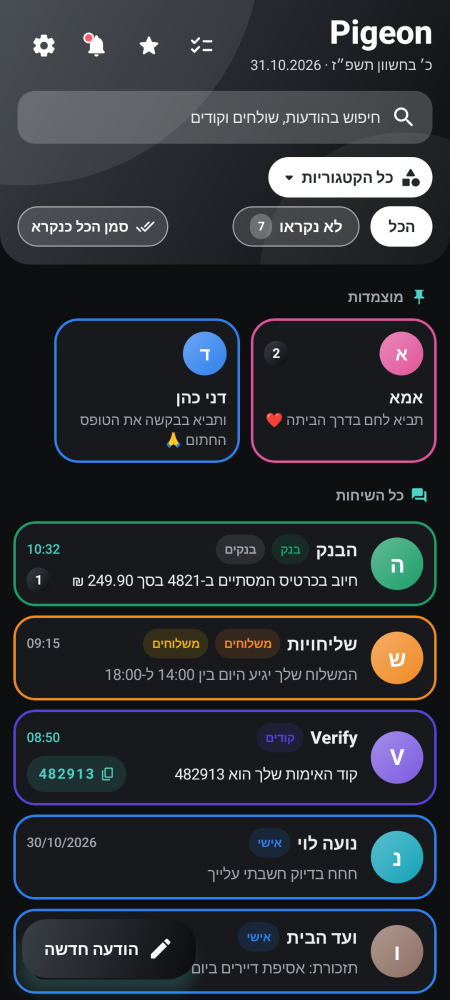 Pigeon
כ׳ בחשוון תשפ״ז · 31.10.2026
חיפוש בהודעות, שולחים וקודים
כל הקטגוריות
הכל
לא נקראו 7
סמן הכל כנקרא
מוצמדות
א
2
אמא
תביא לחם בדרך הביתה ❤️
ד
דני כהן
ותביא בבקשה את הטופס
החתום 🙏
כל השיחות
ה
הבנק בנק בנקים 10:32
חיוב בכרטיס המסתיים ב-4821 בסך 249.90 ₪ 1
ש
שליחויות משלוחים משלוחים 09:15
המשלוח שלך יגיע היום בין 14:00 ל-18:00
V
Verify קודים 08:50
קוד האימות שלך הוא 482913 482913
נ
נועה לוי אישי 30/10/2026
חחח בדיוק חשבתי עלייך
ו
ועד הבית אישי
תזכורת: אסיפת דיירים ביום
הודעה חדשה